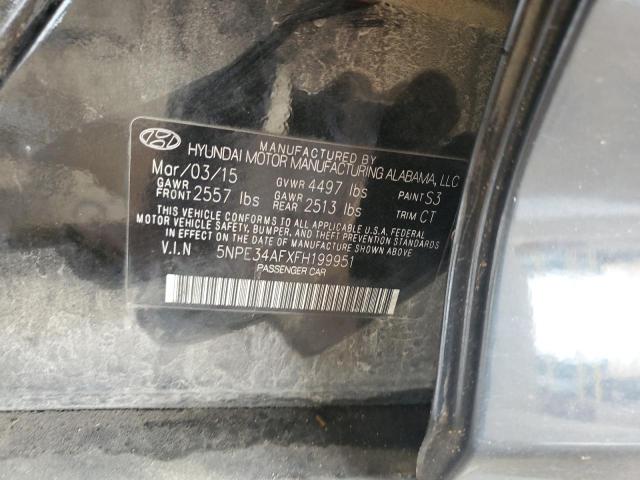 MANUFACTURED BY
HYUNDAI MOTOR MANUFACTURING ALABAMA, LLC
Mar/03/15 GVWR 4497 lbs PAINT S3
GAWR FRONT 2557 lbs GAWR REAR 2513 lbs TRIM CT
THIS VEHICLE CONFORMS TO ALL APPLICABLE U.S.A. FEDERAL
MOTOR VEHICLE SAFETY, BUMPER, AND THEFT PREVENTION STANDARDS
IN EFFECT ON THE DATE OF MANUFACTURE SHOWN ABOVE.
V.I.N 5NPE34AFXFH199951
PASSENGER CAR